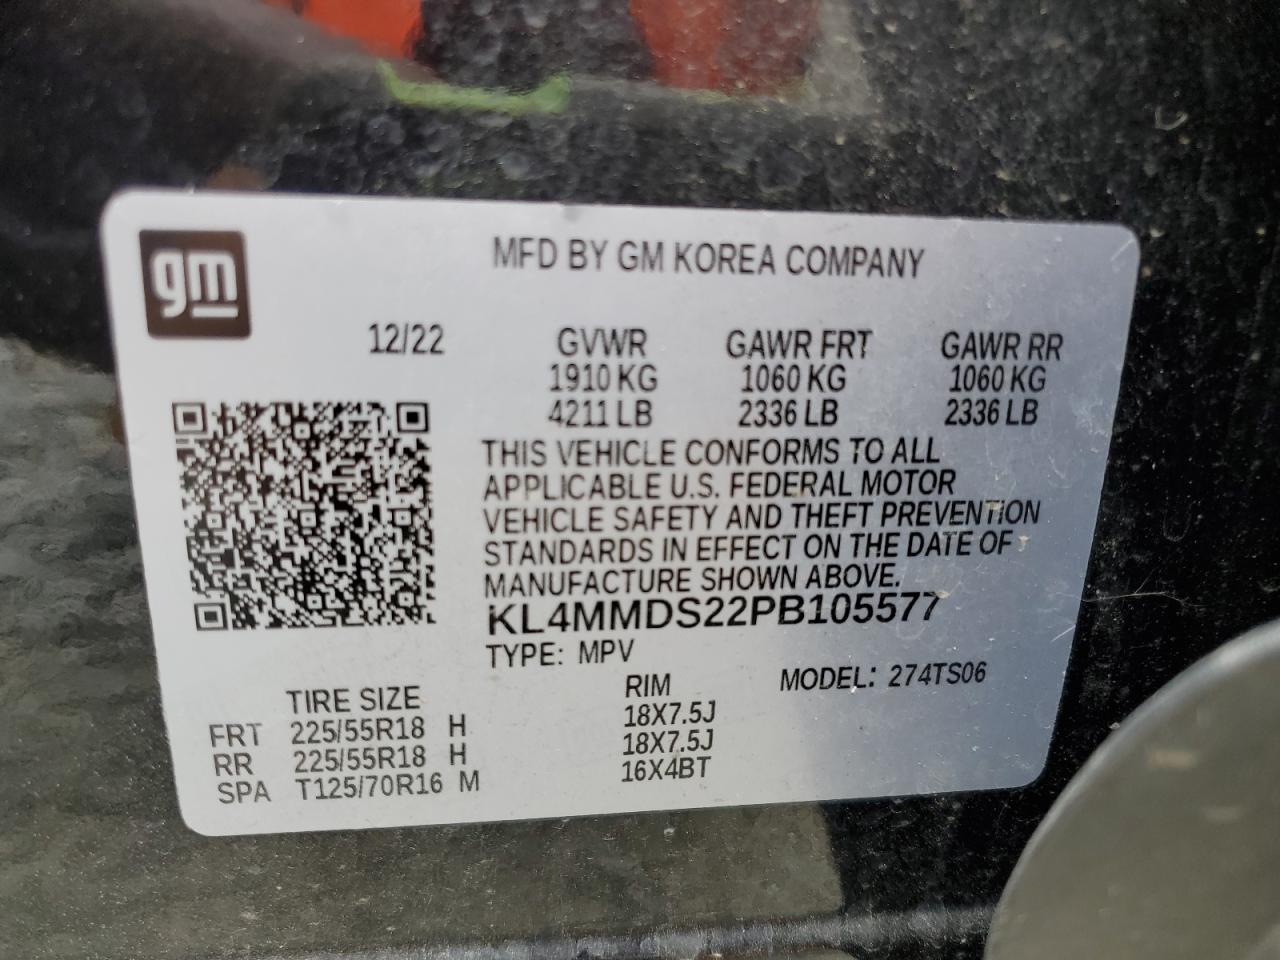 gm
MFD BY GM KOREA COMPANY
12/22 GVWR GAWR FRT GAWR RR
1910 KG 1060 KG 1060 KG
4211 LB 2336 LB 2336 LB
THIS VEHICLE CONFORMS TO ALL
APPLICABLE U.S. FEDERAL MOTOR
VEHICLE SAFETY AND THEFT PREVENTION
STANDARDS IN EFFECT ON THE DATE OF
MANUFACTURE SHOWN ABOVE.
KL4MMDS22PB105577
TYPE: MPV
MODEL: 274TS06
TIRE SIZE RIM
FRT 225/55R18 H 18X7.5J
RR 225/55R18 H 18X7.5J
SPA T125/70R16 M 16X4BT